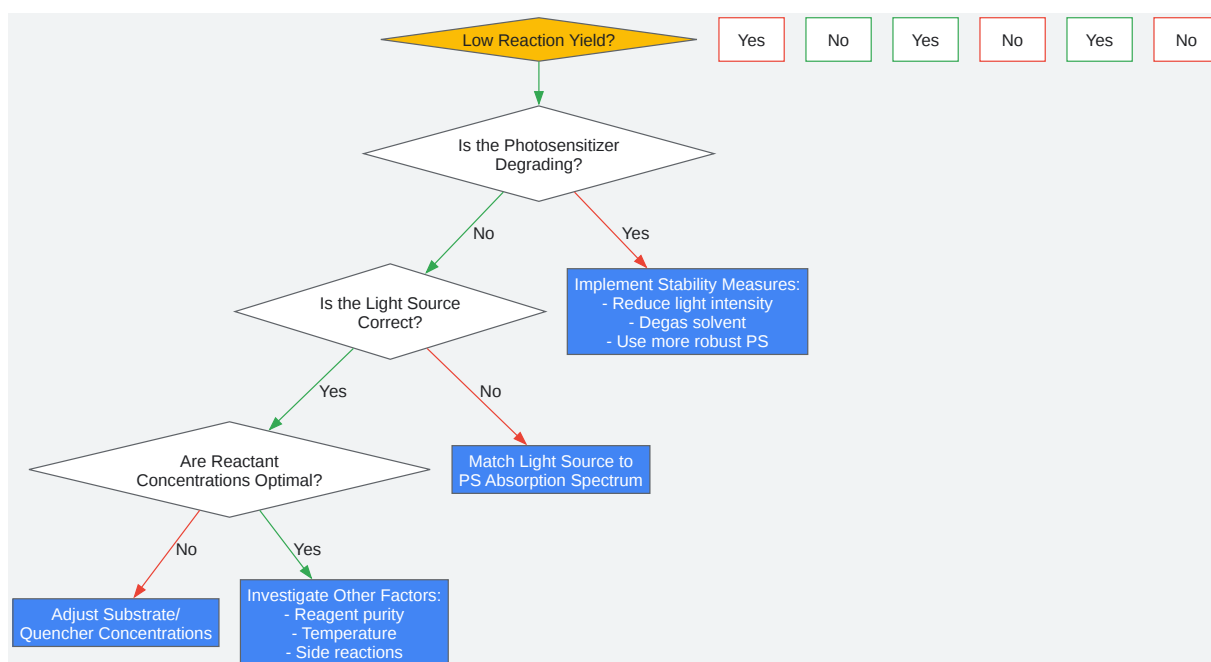 Low Reaction Yield?
Yes
No
Yes
No
Yes
No
Is the Photosensitizer
Degrading?
No
Yes
Is the Light Source
Correct?
Implement Stability Measures:
- Reduce light intensity
- Degas solvent
- Use more robust PS
Yes
No
Are Reactant
Concentrations Optimal?
Match Light Source to
PS Absorption Spectrum
No
Yes
Adjust Substrate/
Quencher Concentrations
Investigate Other Factors:
- Reagent purity
- Temperature
- Side reactions